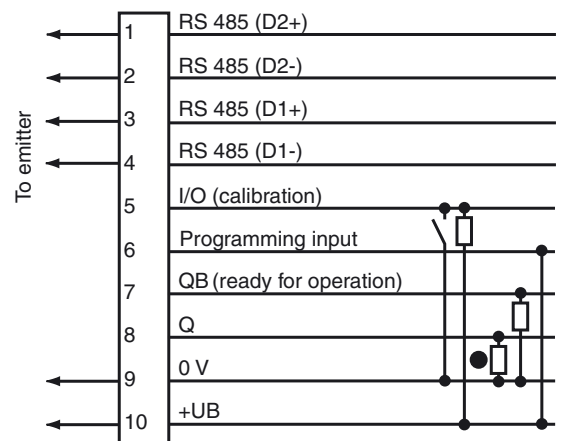 To emitter
1 RS 485 (D2+)
2 RS 485 (D2-)
3 RS 485 (D1+)
4 RS 485 (D1-)
5 I/O (calibration)
6 Programming input
7 QB (ready for operation)
8 Q
9 0 V
10 +UB